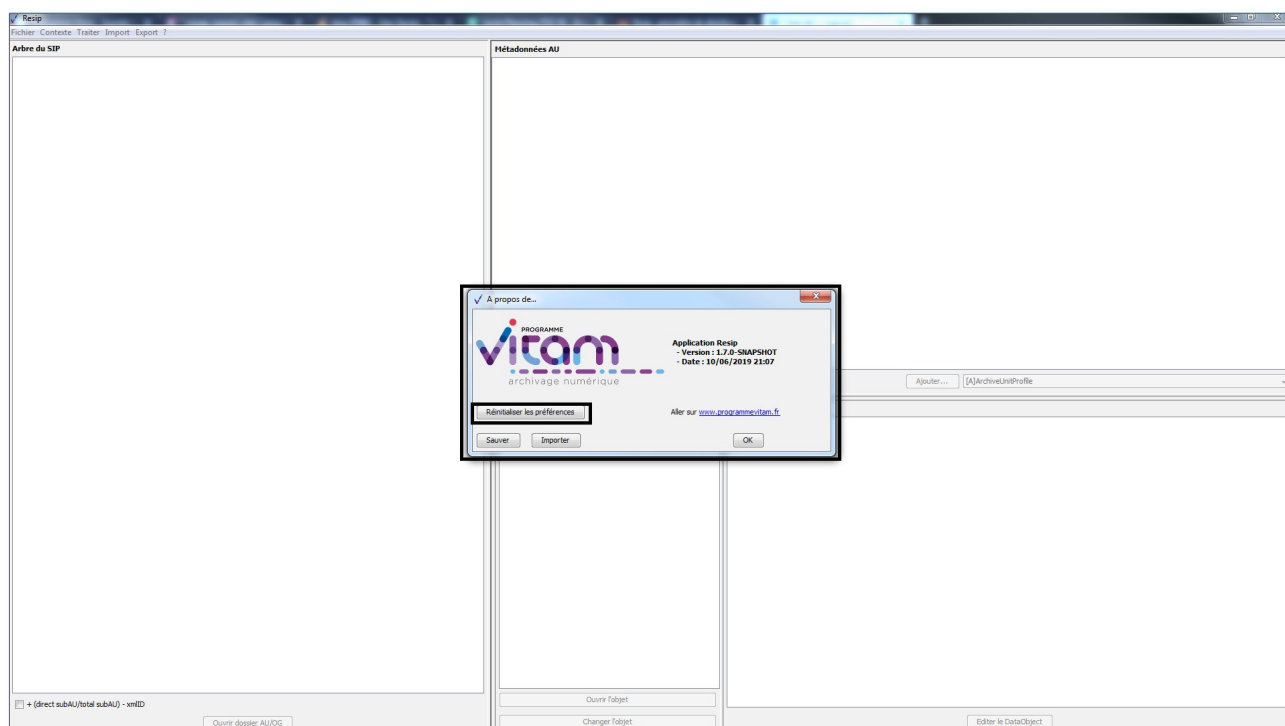 Resip
Fichier Contexte Traiter Import Export ?
Arbre du SIP
Métadonnées AU
A propos de...
PROGRAMME
vitam
archivage numérique
Application Resip
- Version : 1.7.0-SNAPSHOT
- Date : 10/06/2019 21:07
Réinitialiser les préférences
Aller sur www.programmevitam.fr
Sauver
Importer
OK
Ajouter...
[A]ArchiveUnitProfile
+ (direct subAU/total subAU) - xmlID
Ouvrir dossier AU/OG
Ouvrir l'objet
Changer l'objet
Editer le DataObject